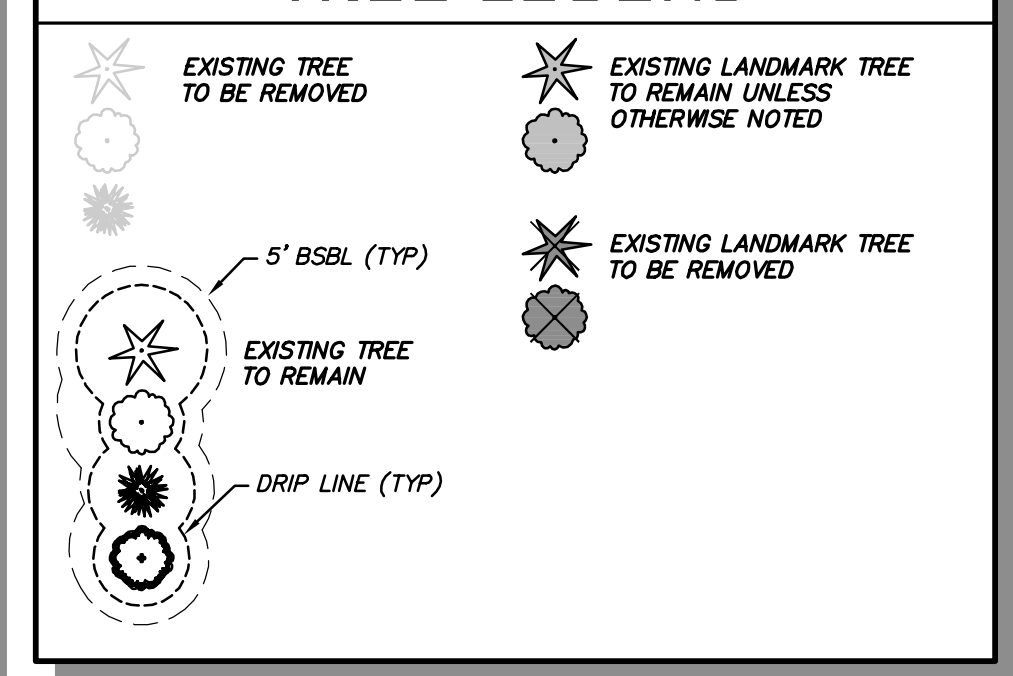 EXISTING TREE
TO BE REMOVED
5' BSBL (TYP)
EXISTING TREE
TO REMAIN
DRIP LINE (TYP)
EXISTING LANDMARK TREE
TO REMAIN UNLESS
OTHERWISE NOTED
EXISTING LANDMARK TREE
TO BE REMOVED